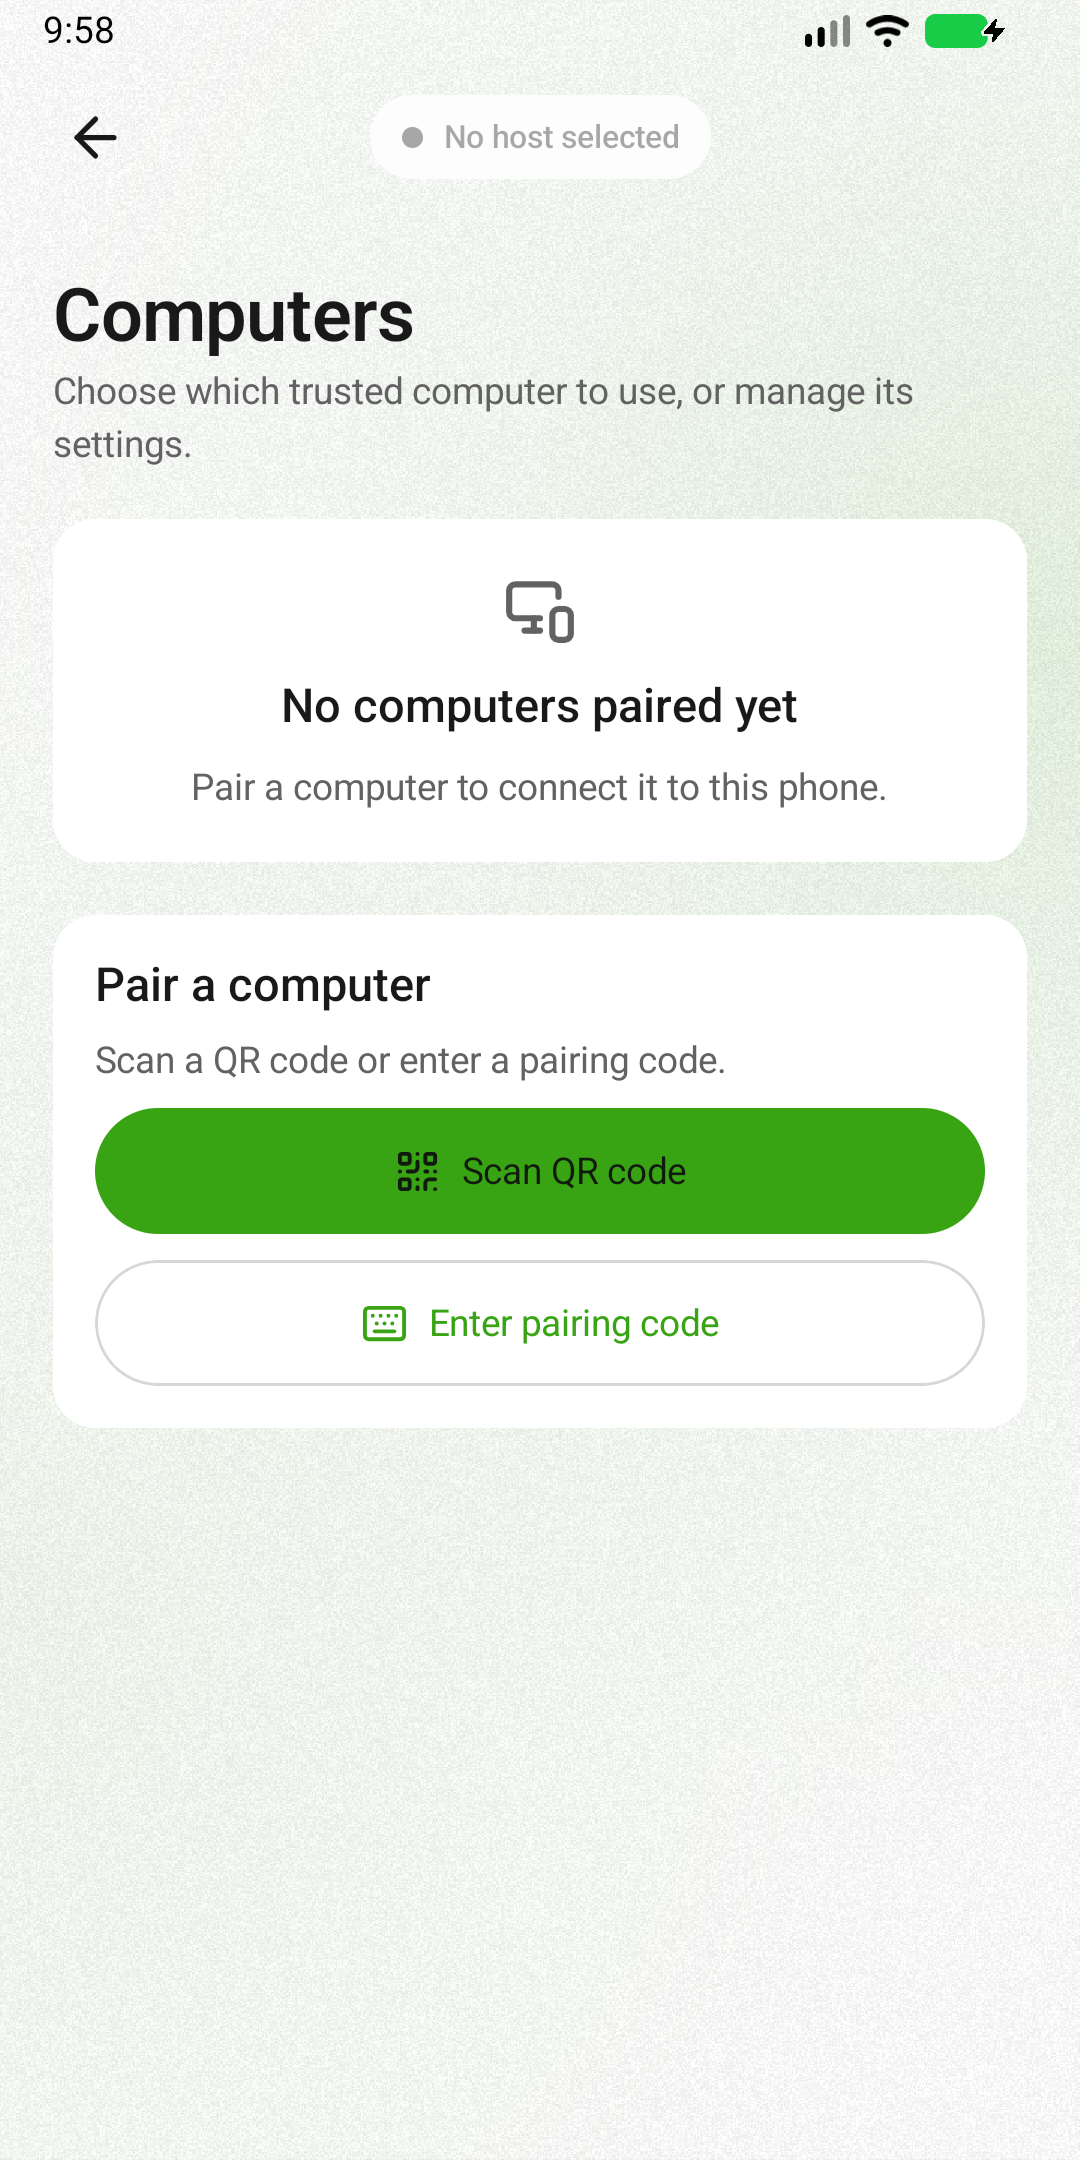 9:58
No host selected
Computers
Choose which trusted computer to use, or manage its
settings.
No computers paired yet
Pair a computer to connect it to this phone.
Pair a computer
Scan a QR code or enter a pairing code.
Scan QR code
Enter pairing code